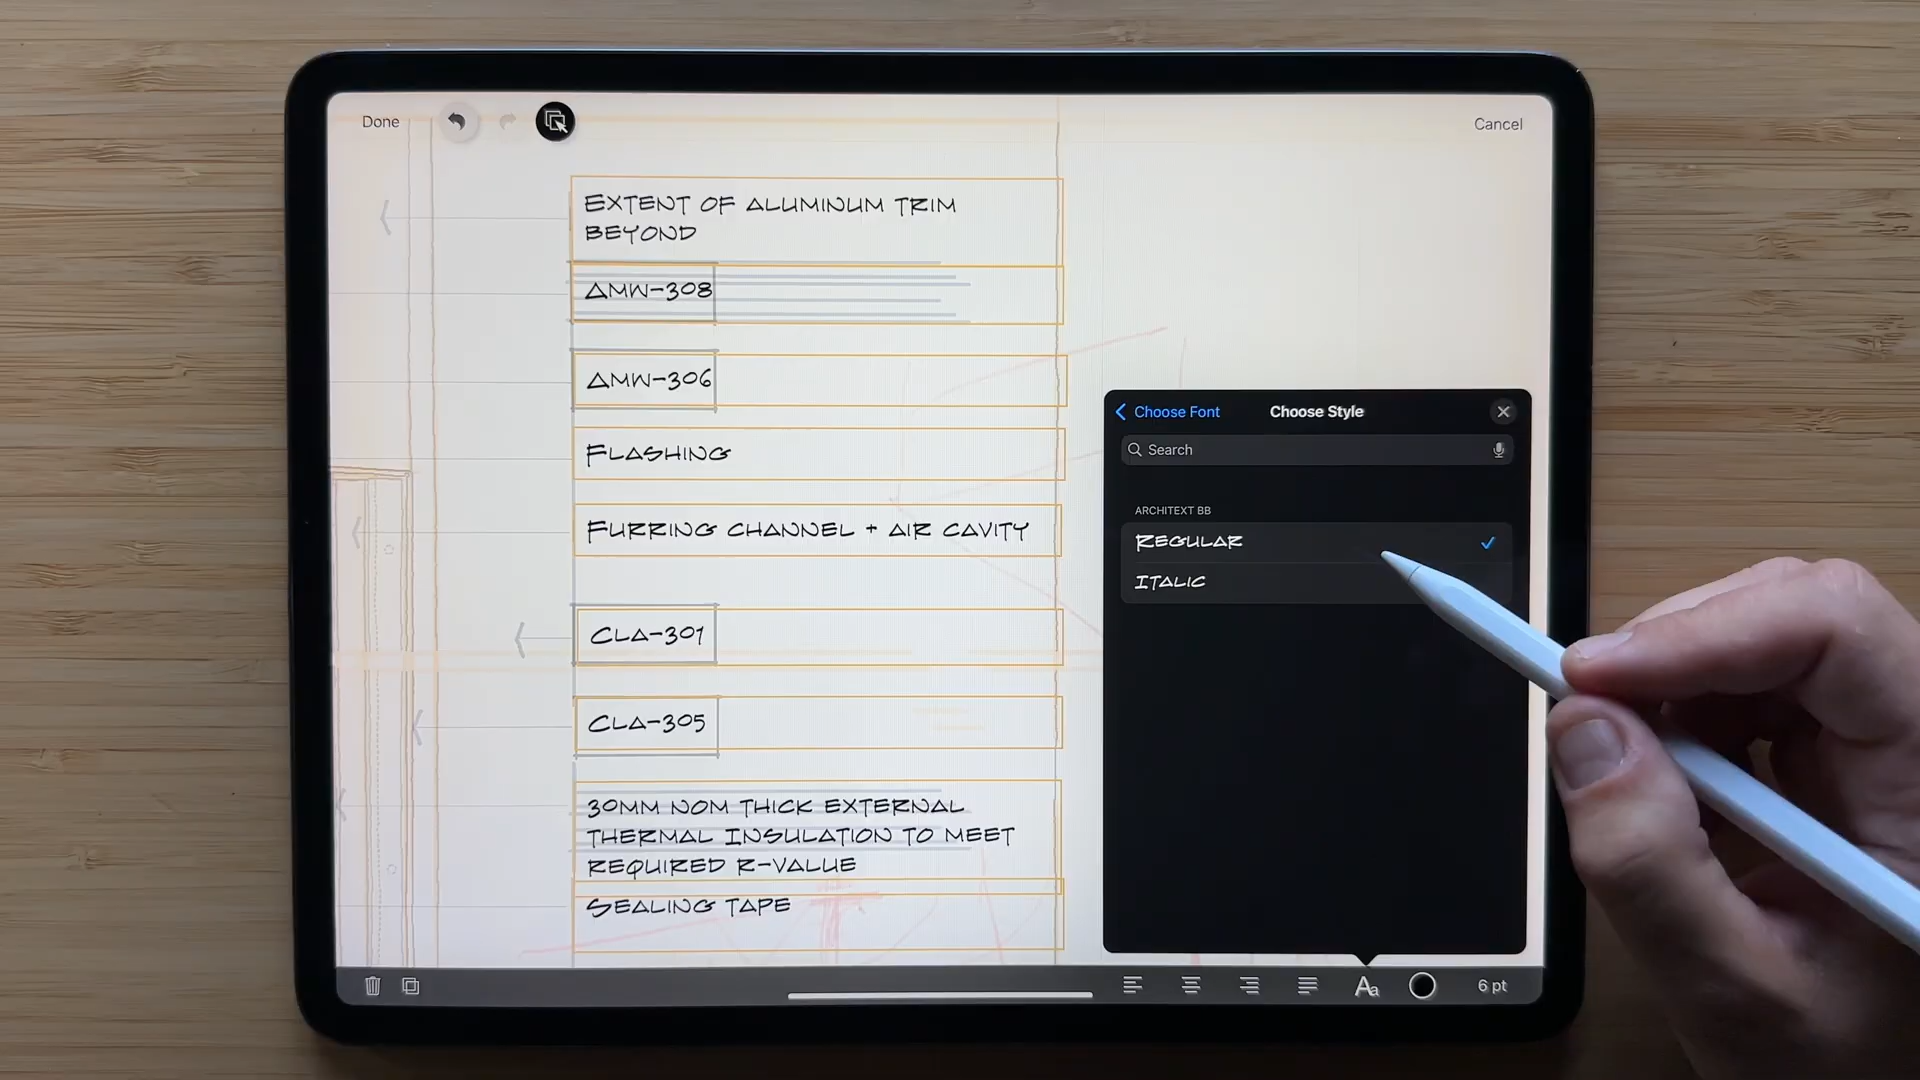 Done
Cancel
EXTENT OF ALUMINUM TRIM
BEYOND
AMW-308
AMW-306
FLASHING
FURRING CHANNEL + AIR CAVITY
CLA-301
CLA-305
30MM NOM THICK EXTERNAL
THERMAL INSULATION TO MEET
REQUIRED R-VALUE
SEALING TAPE
Choose Font
Choose Style
Search
ARCHITEXT BB
REGULAR
ITALIC
Aa
6 pt